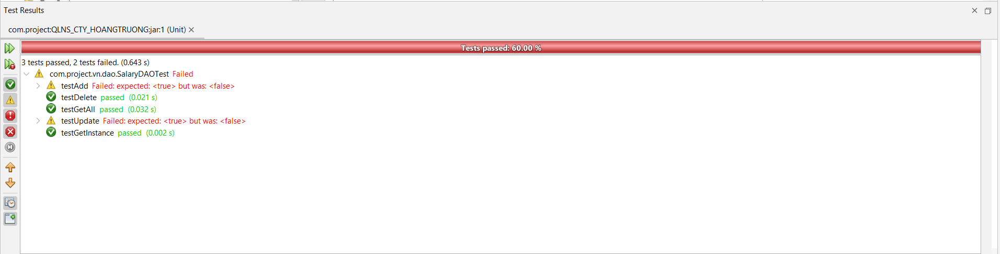 Test Results
com.project:QLNS_CTY_HOANGTRUONG:jar:1 (Unit)
Tests passed: 60.00 %
3 tests passed, 2 tests failed. (0.643 s)
com.project.vn.dao.SalaryDAOTest Failed
testAdd Failed: expected: <true> but was: <false>
testDelete passed (0.021 s)
testGetAll passed (0.032 s)
testUpdate Failed: expected: <true> but was: <false>
testGetInstance passed (0.002 s)